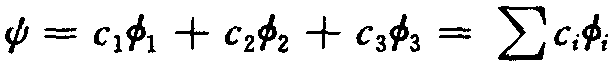 ψ = c₁ϕ₁ + c₂ϕ₂ + c₃ϕ₃ = ∑ cᵢϕᵢ